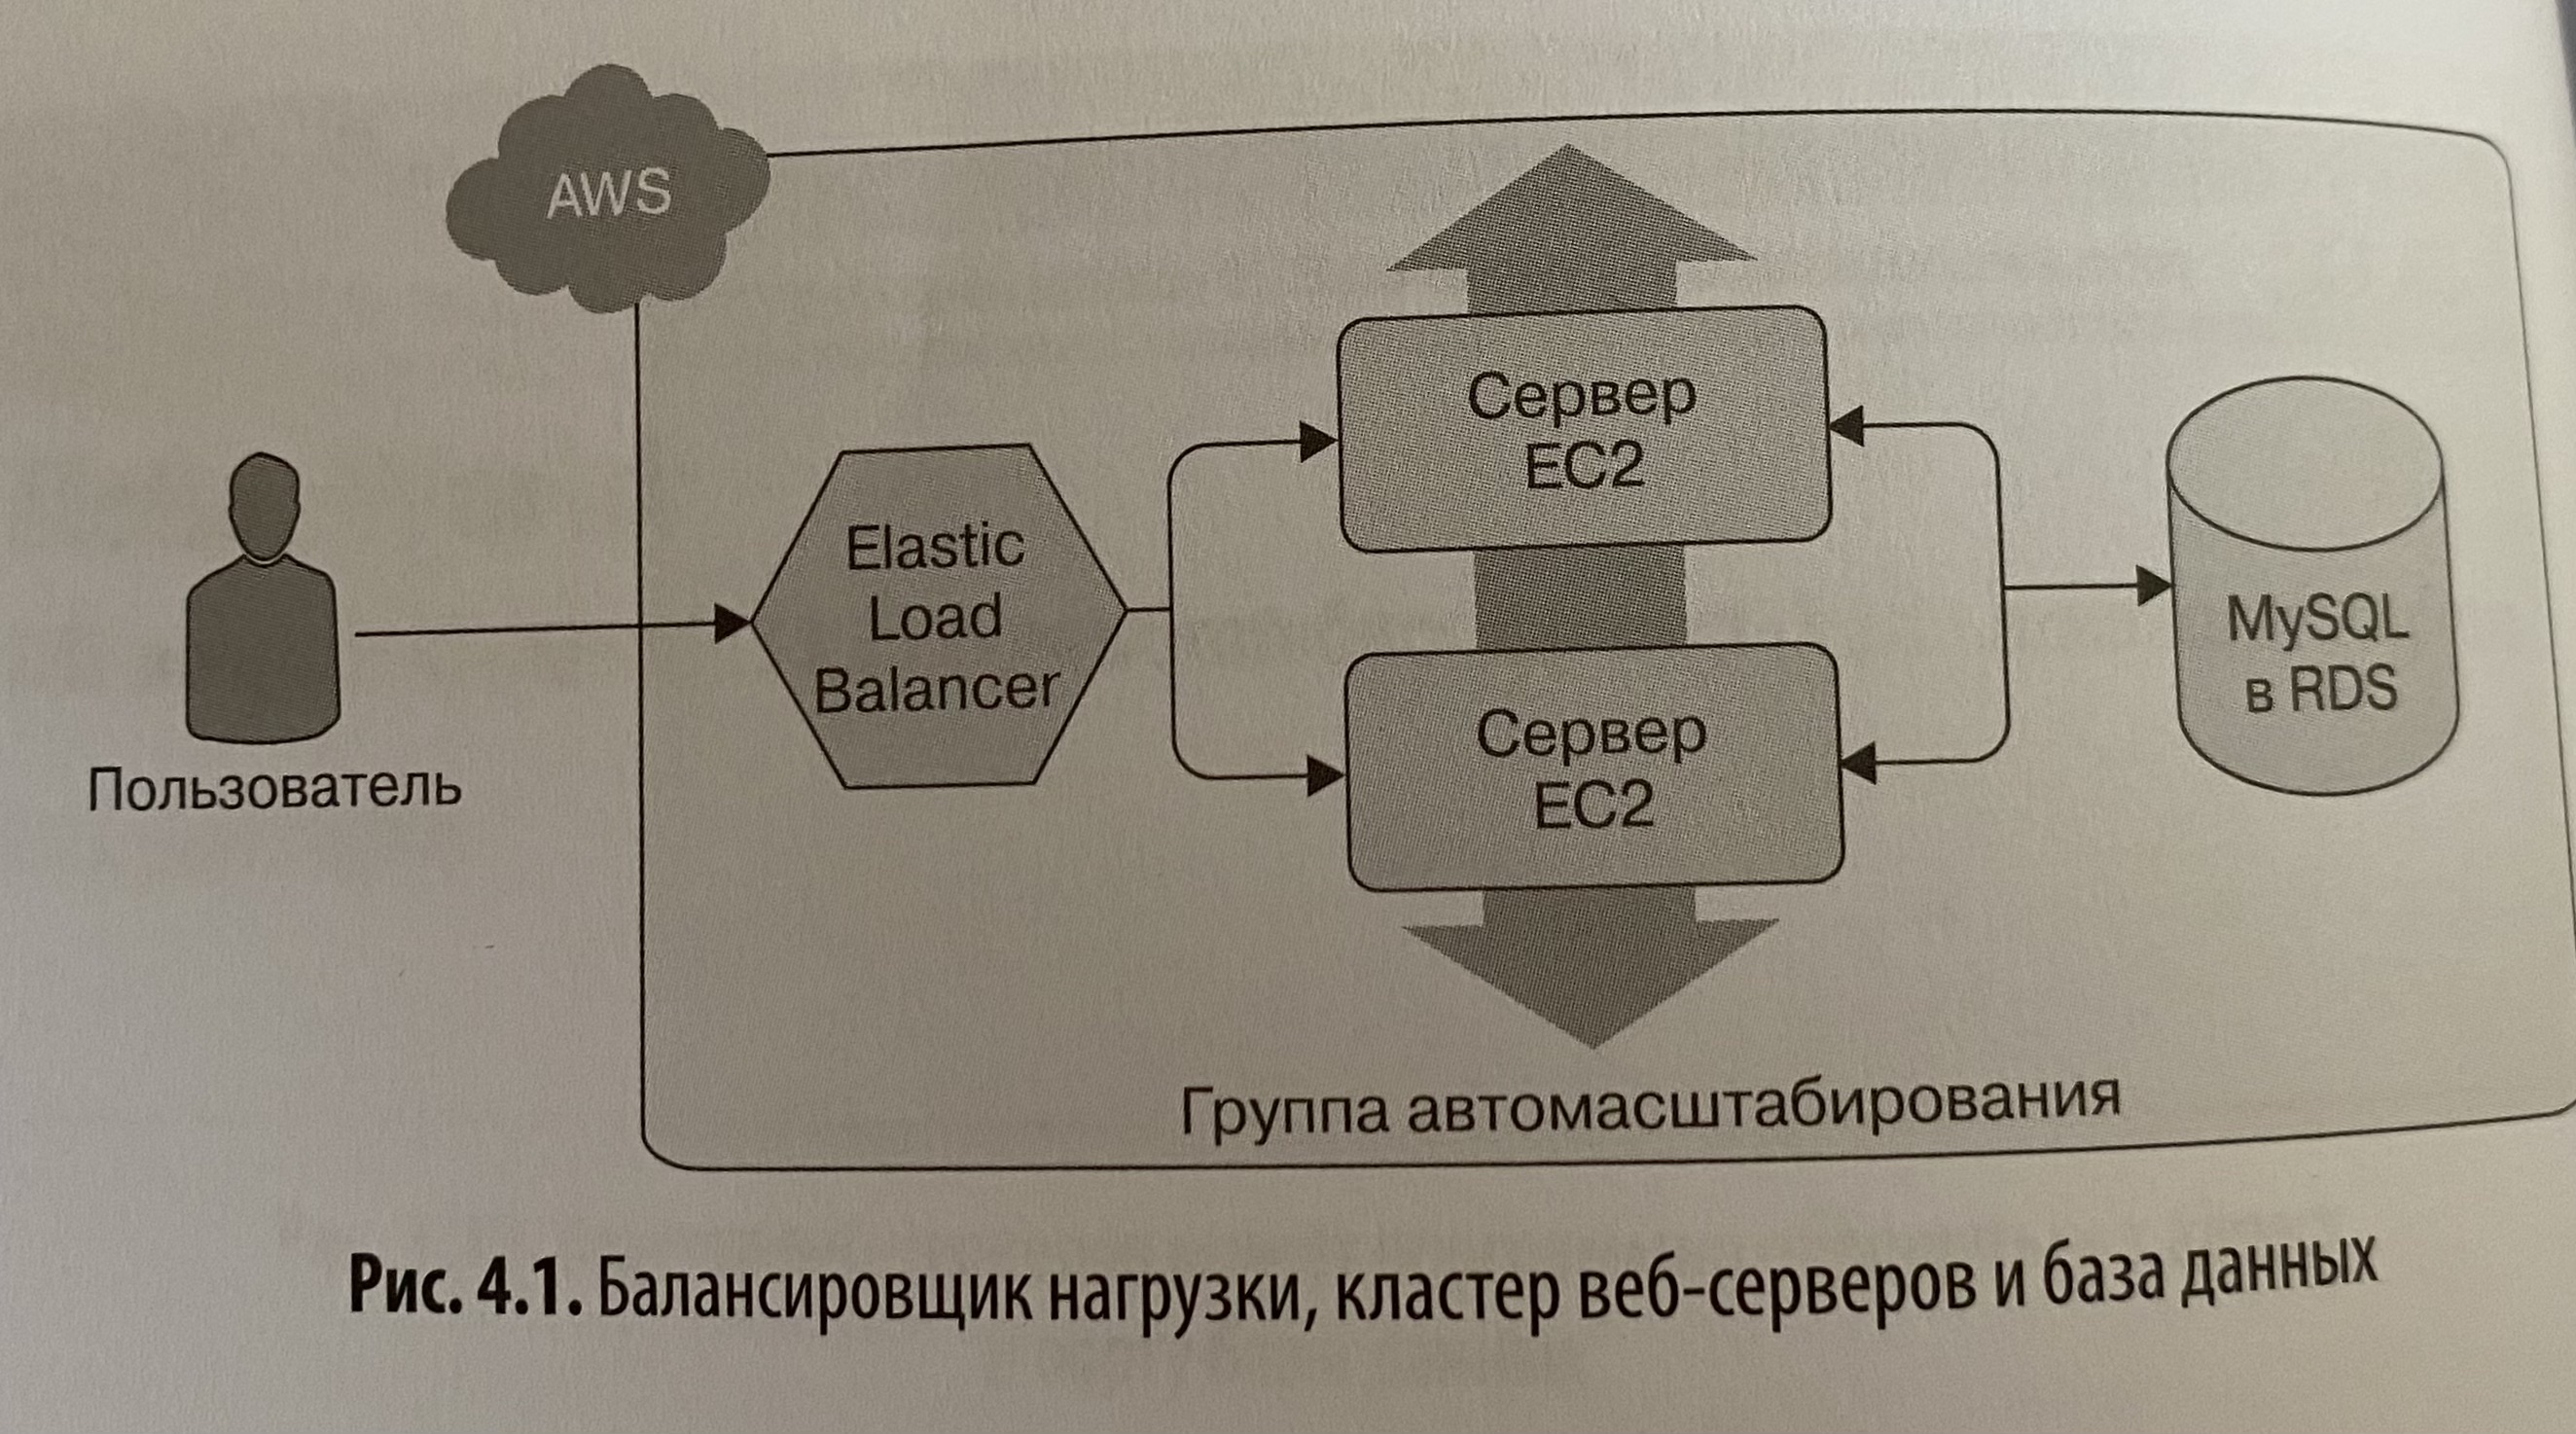 AWS
Сервер
EC2
Elastic
Load
Balancer
MySQL
в RDS
Сервер
EC2
Пользователь
Группа автомасштабирования
Рис. 4.1. Балансировщик нагрузки, кластер веб-серверов и база данных